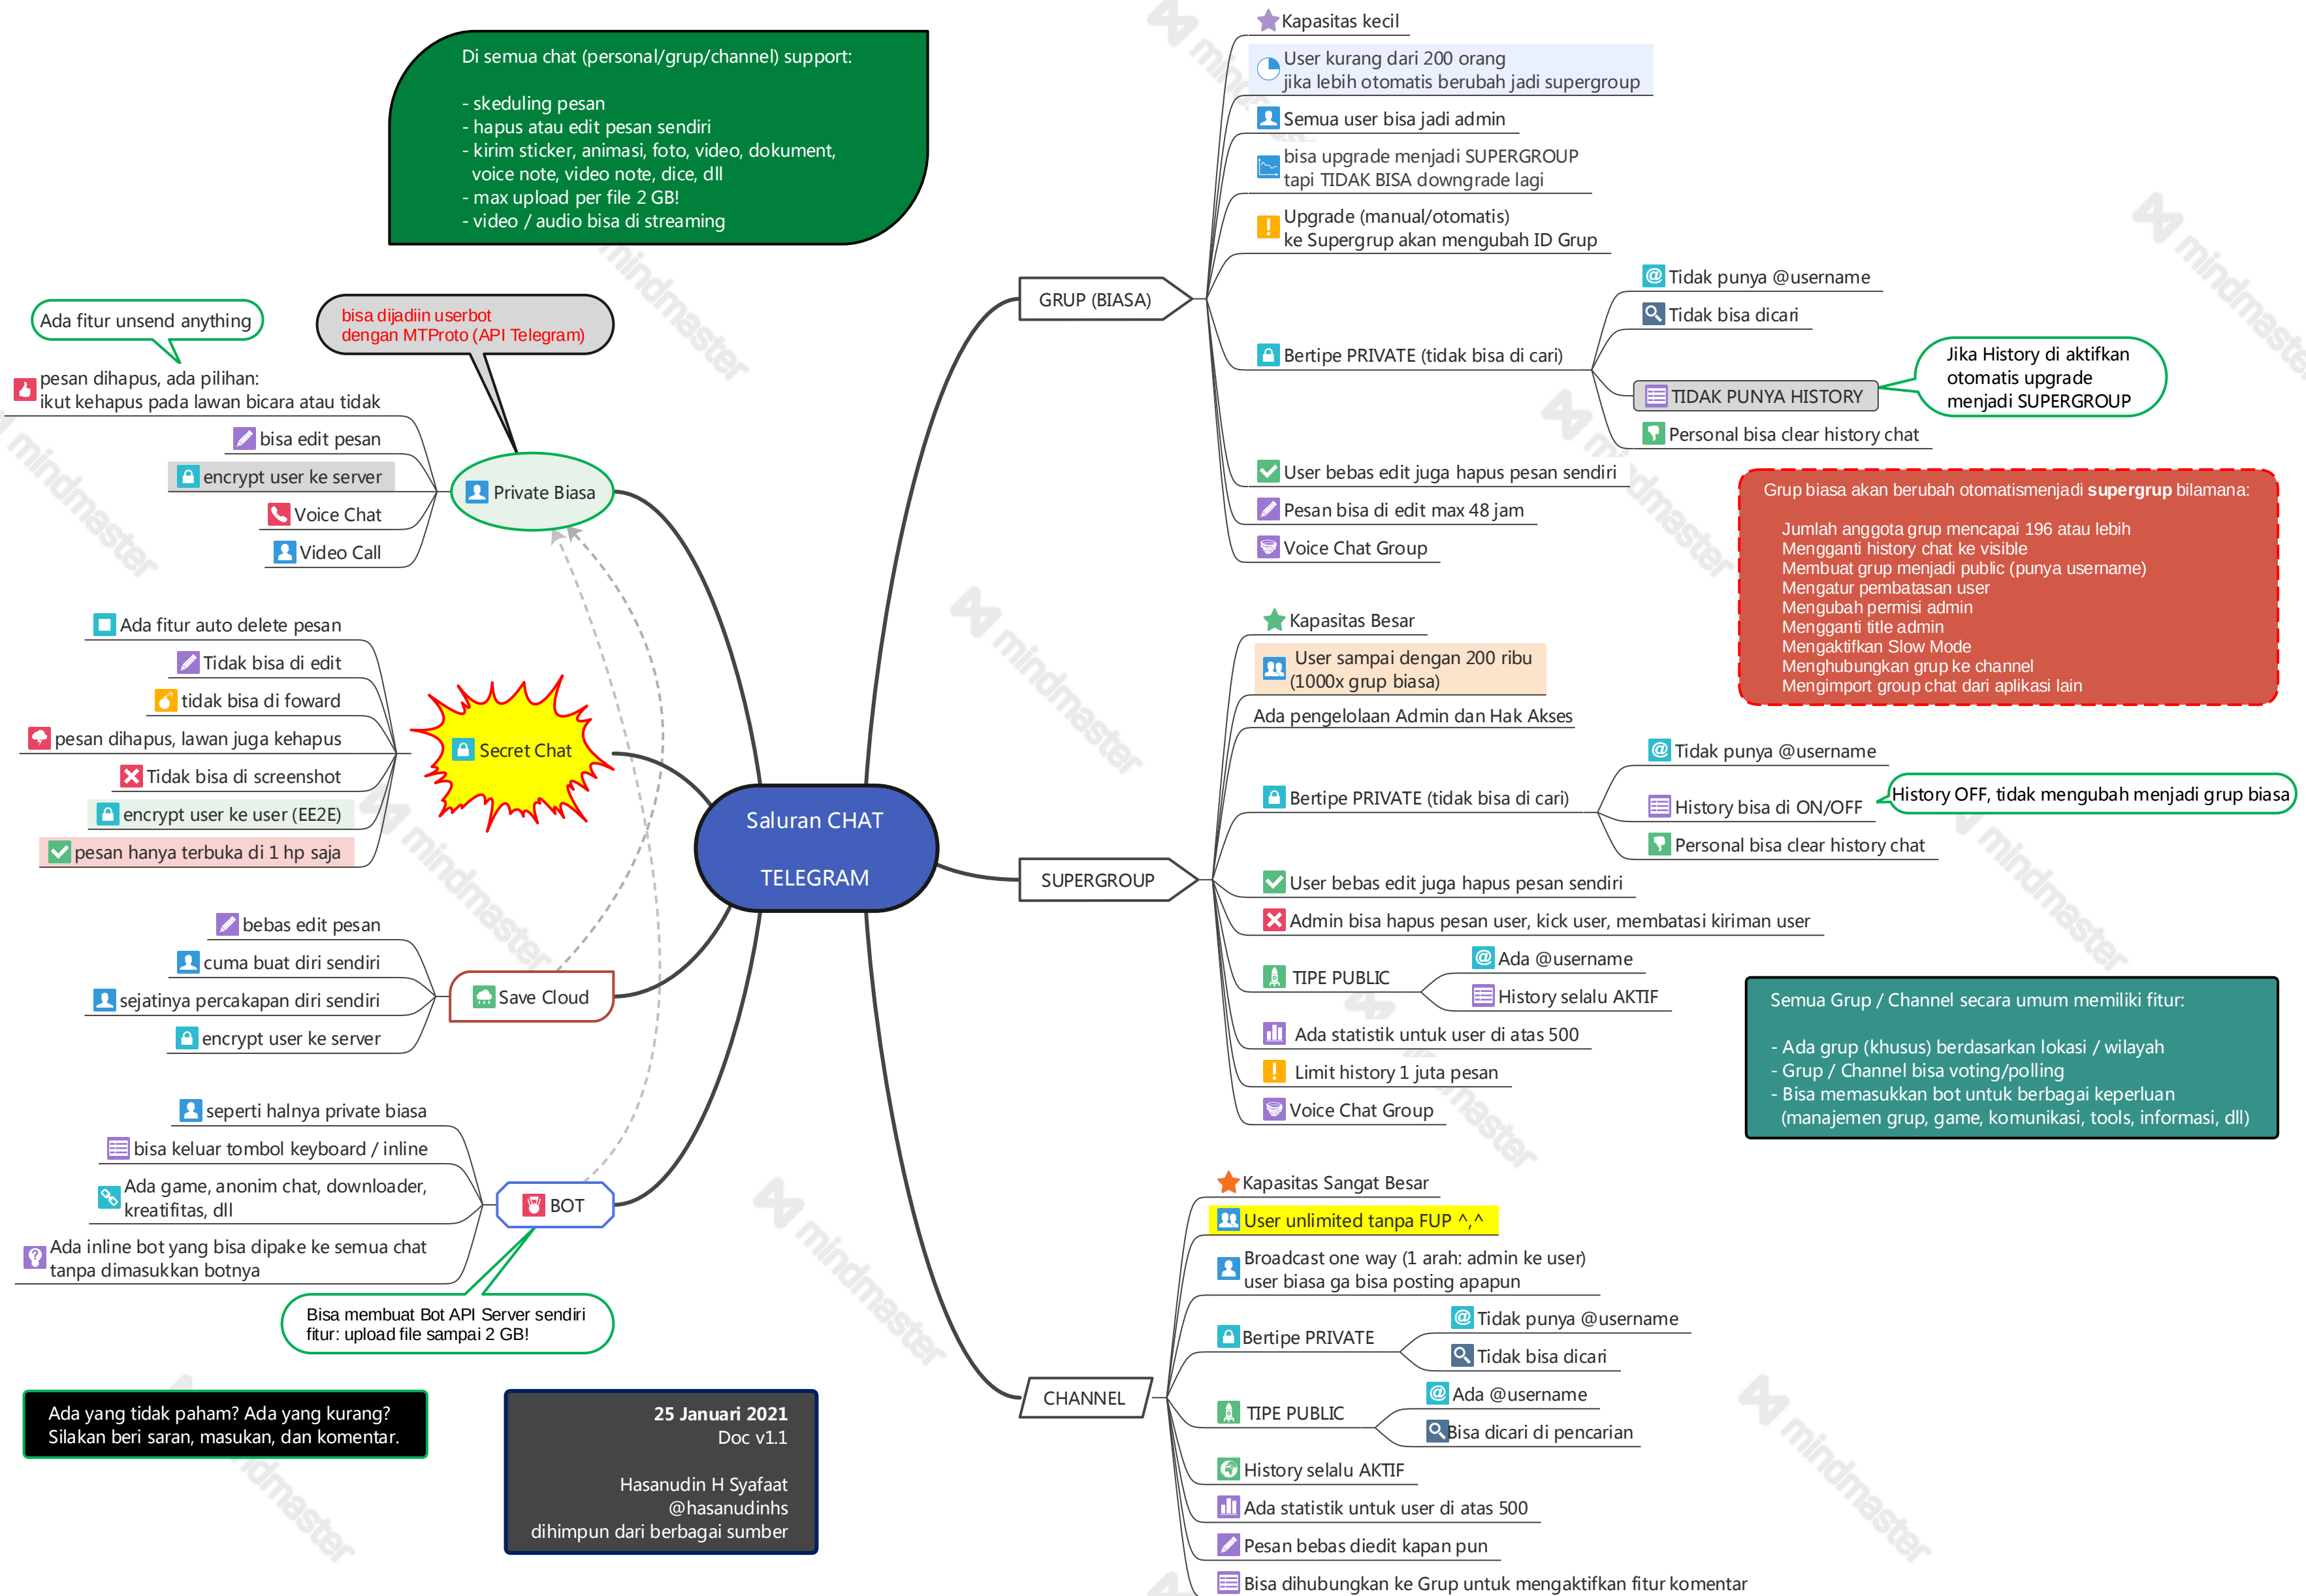 Di semua chat (personal/grup/channel) support:
- skeduling pesan
- hapus atau edit pesan sendiri
- kirim sticker, animasi, foto, video, dokument,
voice note, video note, dice, dll
- max upload per file 2 GB!
- video / audio bisa di streaming
Saluran CHAT
TELEGRAM
Ada fitur unsend anything
bisa dijadiin userbot
dengan MTProto (API Telegram)
Private Biasa
pesan dihapus, ada pilihan:
ikut kehapus pada lawan bicara atau tidak
bisa edit pesan
encrypt user ke server
Voice Chat
Video Call
Secret Chat
Ada fitur auto delete pesan
Tidak bisa di edit
tidak bisa di foward
pesan dihapus, lawan juga kehapus
Tidak bisa di screenshot
encrypt user ke user (EE2E)
pesan hanya terbuka di 1 hp saja
Save Cloud
bebas edit pesan
cuma buat diri sendiri
sejatinya percakapan diri sendiri
encrypt user ke server
BOT
seperti halnya private biasa
bisa keluar tombol keyboard / inline
Ada game, anonim chat, downloader,
kreatifitas, dll
Ada inline bot yang bisa dipake ke semua chat
tanpa dimasukkan botnya
Bisa membuat Bot API Server sendiri
fitur: upload file sampai 2 GB!
Ada yang tidak paham? Ada yang kurang?
Silakan beri saran, masukan, dan komentar.
25 Januari 2021
Doc v1.1
Hasanudin H Syafaat
@hasanudinhs
dihimpun dari berbagai sumber
GRUP (BIASA)
Kapasitas kecil
User kurang dari 200 orang
jika lebih otomatis berubah jadi supergroup
Semua user bisa jadi admin
bisa upgrade menjadi SUPERGROUP
tapi TIDAK BISA downgrade lagi
Upgrade (manual/otomatis)
ke Supergrup akan mengubah ID Grup
Bertipe PRIVATE (tidak bisa di cari)
Tidak punya @username
Tidak bisa dicari
TIDAK PUNYA HISTORY
Jika History di aktifkan
otomatis upgrade
menjadi SUPERGROUP
Personal bisa clear history chat
User bebas edit juga hapus pesan sendiri
Pesan bisa di edit max 48 jam
Voice Chat Group
Grup biasa akan berubah otomatismenjadi supergrup bilamana:
Jumlah anggota grup mencapai 196 atau lebih
Mengganti history chat ke visible
Membuat grup menjadi public (punya username)
Mengatur pembatasan user
Mengubah permisi admin
Mengganti title admin
Mengaktifkan Slow Mode
Menghubungkan grup ke channel
Mengimport group chat dari aplikasi lain
SUPERGROUP
Kapasitas Besar
User sampai dengan 200 ribu
(1000x grup biasa)
Ada pengelolaan Admin dan Hak Akses
Bertipe PRIVATE (tidak bisa di cari)
Tidak punya @username
History bisa di ON/OFF
History OFF, tidak mengubah menjadi grup biasa
Personal bisa clear history chat
User bebas edit juga hapus pesan sendiri
Admin bisa hapus pesan user, kick user, membatasi kiriman user
TIPE PUBLIC
Ada @username
History selalu AKTIF
Ada statistik untuk user di atas 500
Limit history 1 juta pesan
Voice Chat Group
Semua Grup / Channel secara umum memiliki fitur:
- Ada grup (khusus) berdasarkan lokasi / wilayah
- Grup / Channel bisa voting/polling
- Bisa memasukkan bot untuk berbagai keperluan
(manajemen grup, game, komunikasi, tools, informasi, dll)
CHANNEL
Kapasitas Sangat Besar
User unlimited tanpa FUP ^,^
Broadcast one way (1 arah: admin ke user)
user biasa ga bisa posting apapun
Bertipe PRIVATE
Tidak punya @username
Tidak bisa dicari
TIPE PUBLIC
Ada @username
Bisa dicari di pencarian
History selalu AKTIF
Ada statistik untuk user di atas 500
Pesan bebas diedit kapan pun
Bisa dihubungkan ke Grup untuk mengaktifkan fitur komentar
mindmaster
mindmaster
mindmaster
mindmaster
mindmaster
mindmaster
mindmaster
mindmaster
mindmaster